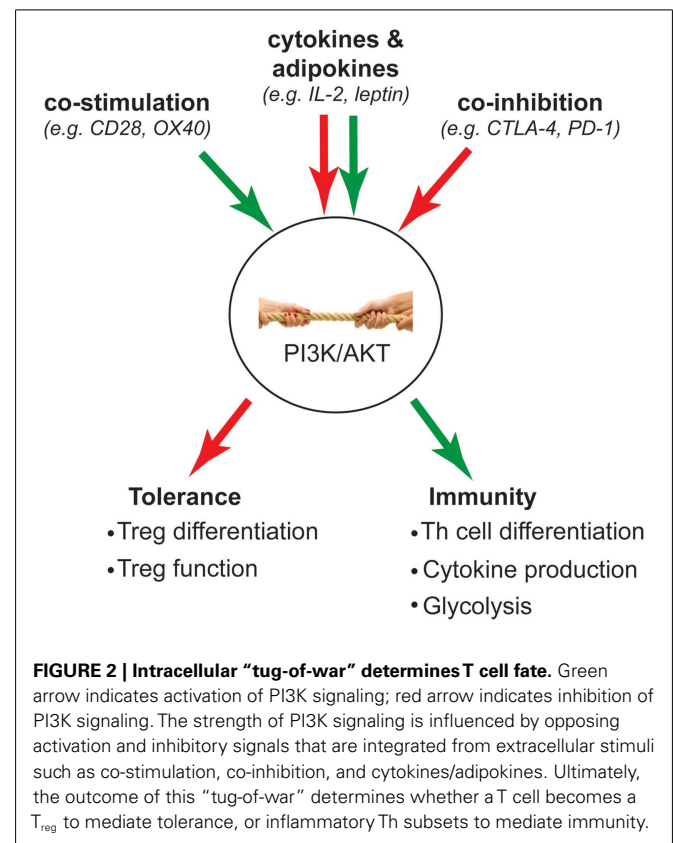 cytokines &
adipokines
(e.g. IL-2, leptin)
co-stimulation
(e.g. CD28, OX40)
co-inhibition
(e.g. CTLA-4, PD-1)
PI3K/AKT
Tolerance
• Treg differentiation
• Treg function
Immunity
• Th cell differentiation
• Cytokine production
• Glycolysis
FIGURE 2 | Intracellular “tug-of-war” determines T cell fate. Green
arrow indicates activation of PI3K signaling; red arrow indicates inhibition of
PI3K signaling. The strength of PI3K signaling is influenced by opposing
activation and inhibitory signals that are integrated from extracellular stimuli
such as co-stimulation, co-inhibition, and cytokines/adipokines. Ultimately,
the outcome of this “tug-of-war” determines whether a T cell becomes a
Treg to mediate tolerance, or inflammatory Th subsets to mediate immunity.